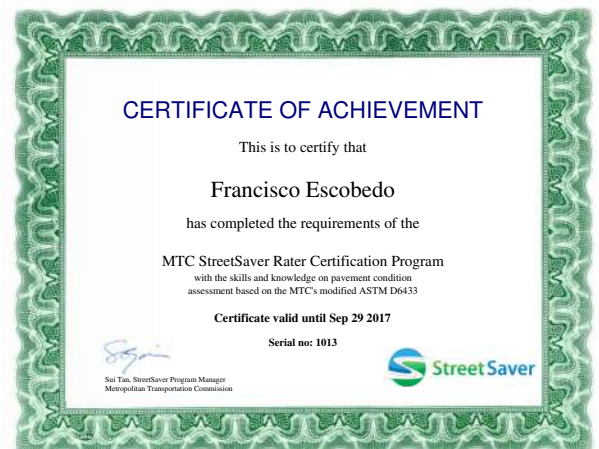 CERTIFICATE OF ACHIEVEMENT
This is to certify that
Francisco Escobedo
has completed the requirements of the
MTC StreetSaver Rater Certification Program
with the skills and knowledge on pavement condition
assessment based on the MTC's modified ASTM D6433
Certificate valid until Sep 29 2017
Serial no: 1013
Sui Tan, StreetSaver Program Manager
Metropolitan Transportation Commission
StreetSaver